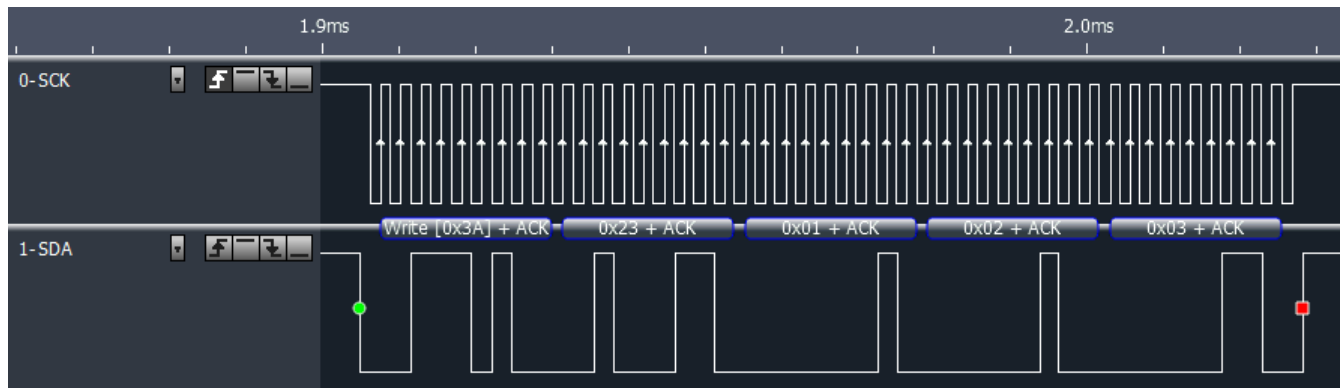 1.9ms 2.0ms
0-SCK
Write [0x3A] + ACK 0x23 + ACK 0x01 + ACK 0x02 + ACK 0x03 + ACK
1-SDA